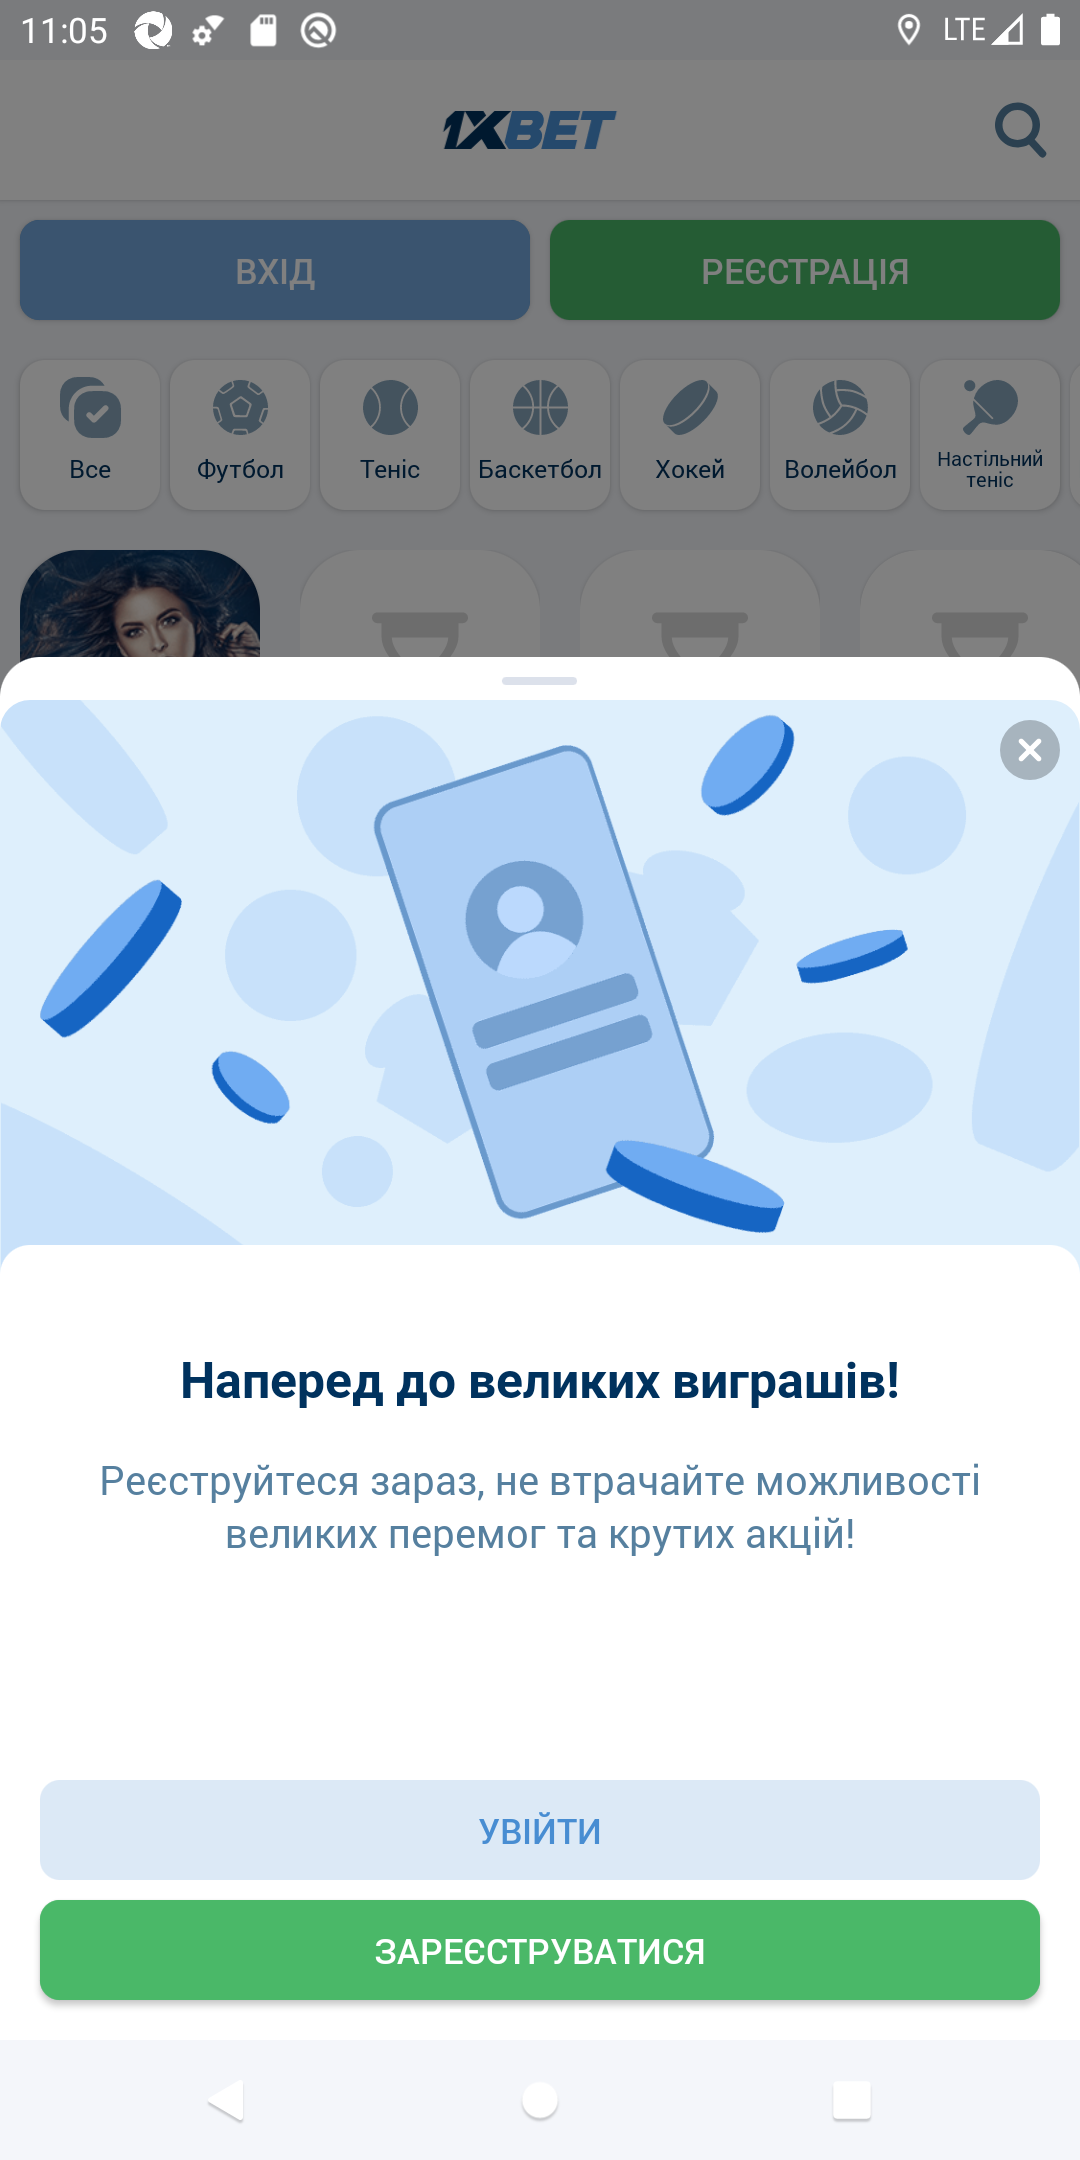 11:05
LTE
1XBET
ВХІД
РЕЄСТРАЦІЯ
Все
Футбол
Теніс
Баскетбол
Хокей
Волейбол
Настільний
теніс
Наперед до великих виграшів!
Реєструйтеся зараз, не втрачайте можливості
великих перемог та крутих акцій!
УВІЙТИ
ЗАРЕЄСТРУВАТИСЯ